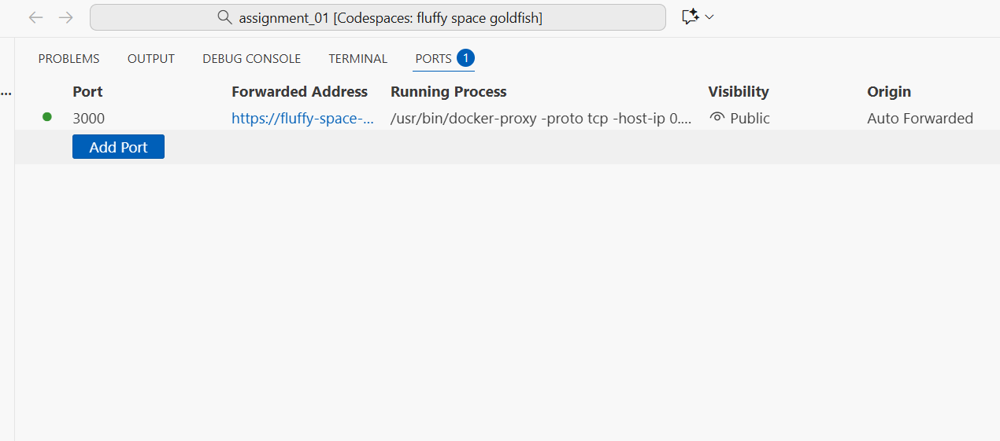 assignment_01 [Codespaces: fluffy space goldfish]
PROBLEMS OUTPUT DEBUG CONSOLE TERMINAL PORTS 1
...
Port Forwarded Address Running Process Visibility Origin
3000 https://fluffy-space-... /usr/bin/docker-proxy -proto tcp -host-ip 0.... Public Auto Forwarded
Add Port